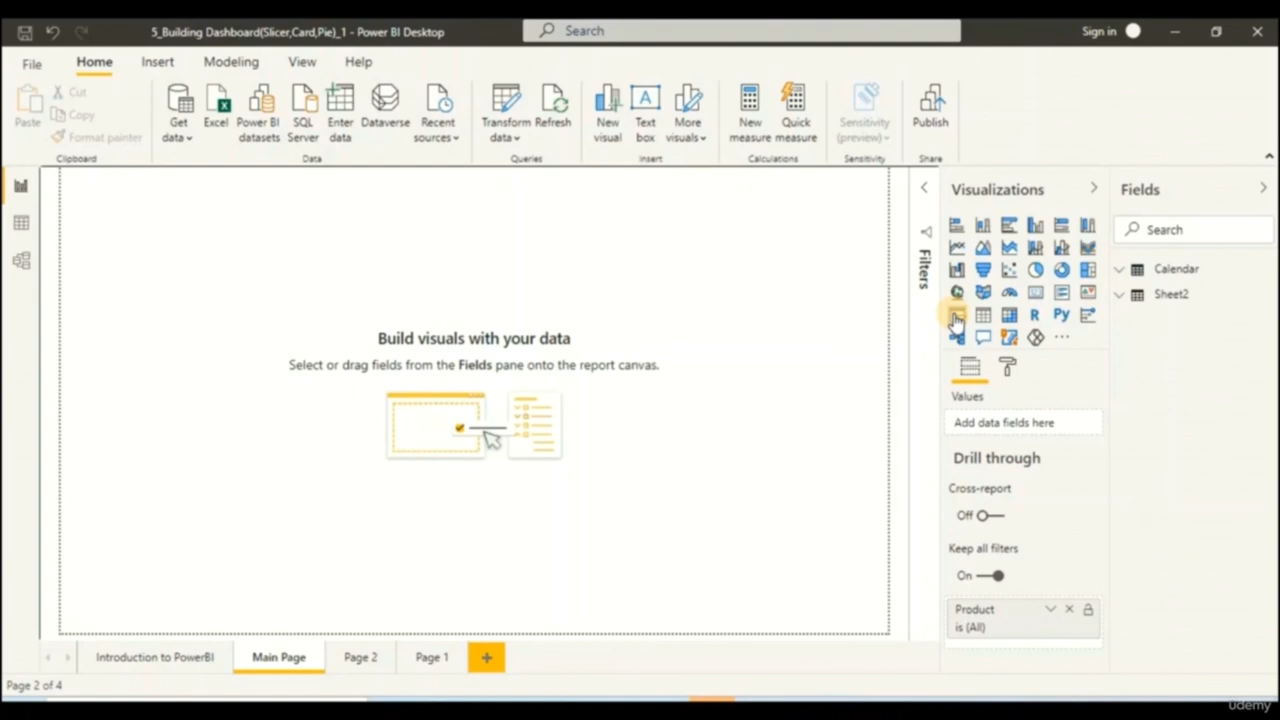 5_Building Dashboard(Slicer,Card,Pie)_1 - Power BI Desktop
Search
Sign in
File
Home
Insert
Modeling
View
Help
Paste
Cut
Copy
Format painter
Clipboard
Get data
Excel
Power BI datasets
SQL Server
Enter data
Dataverse
Recent sources
Data
Transform data
Refresh
Queries
New visual
Text box
More visuals
Insert
New measure
Quick measure
Calculations
Sensitivity (preview)
Sensitivity
Publish
Share
Build visuals with your data
Select or drag fields from the Fields pane onto the report canvas.
Filters
Visualizations
R
Py
Values
Add data fields here
Drill through
Cross-report
Off
Keep all filters
On
Product
is (All)
Fields
Search
Calendar
Sheet2
Introduction to PowerBI
Main Page
Page 2
Page 1
Page 2 of 4
udemy